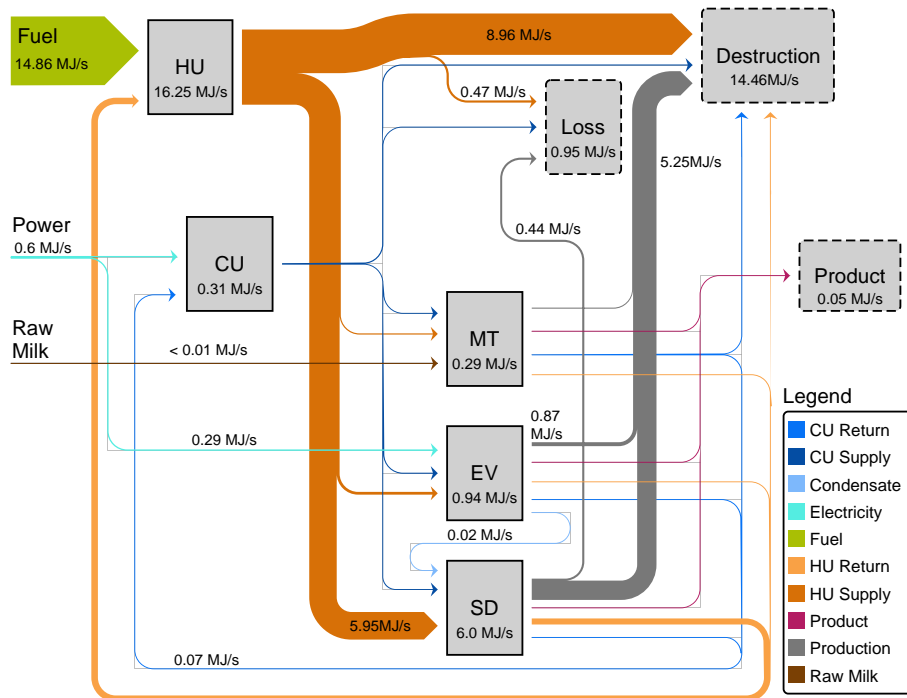 Fuel
14.86 MJ/s
HU
16.25 MJ/s
8.96 MJ/s
Destruction
14.46MJ/s
0.47 MJ/s
Loss
0.95 MJ/s
5.25MJ/s
Power
0.6 MJ/s
CU
0.31 MJ/s
0.44 MJ/s
Product
0.05 MJ/s
Raw
Milk
< 0.01 MJ/s
MT
0.29 MJ/s
0.29 MJ/s
EV
0.94 MJ/s
0.87
MJ/s
0.02 MJ/s
SD
6.0 MJ/s
5.95MJ/s
0.07 MJ/s
Legend
CU Return
CU Supply
Condensate
Electricity
Fuel
HU Return
HU Supply
Product
Production
Raw Milk